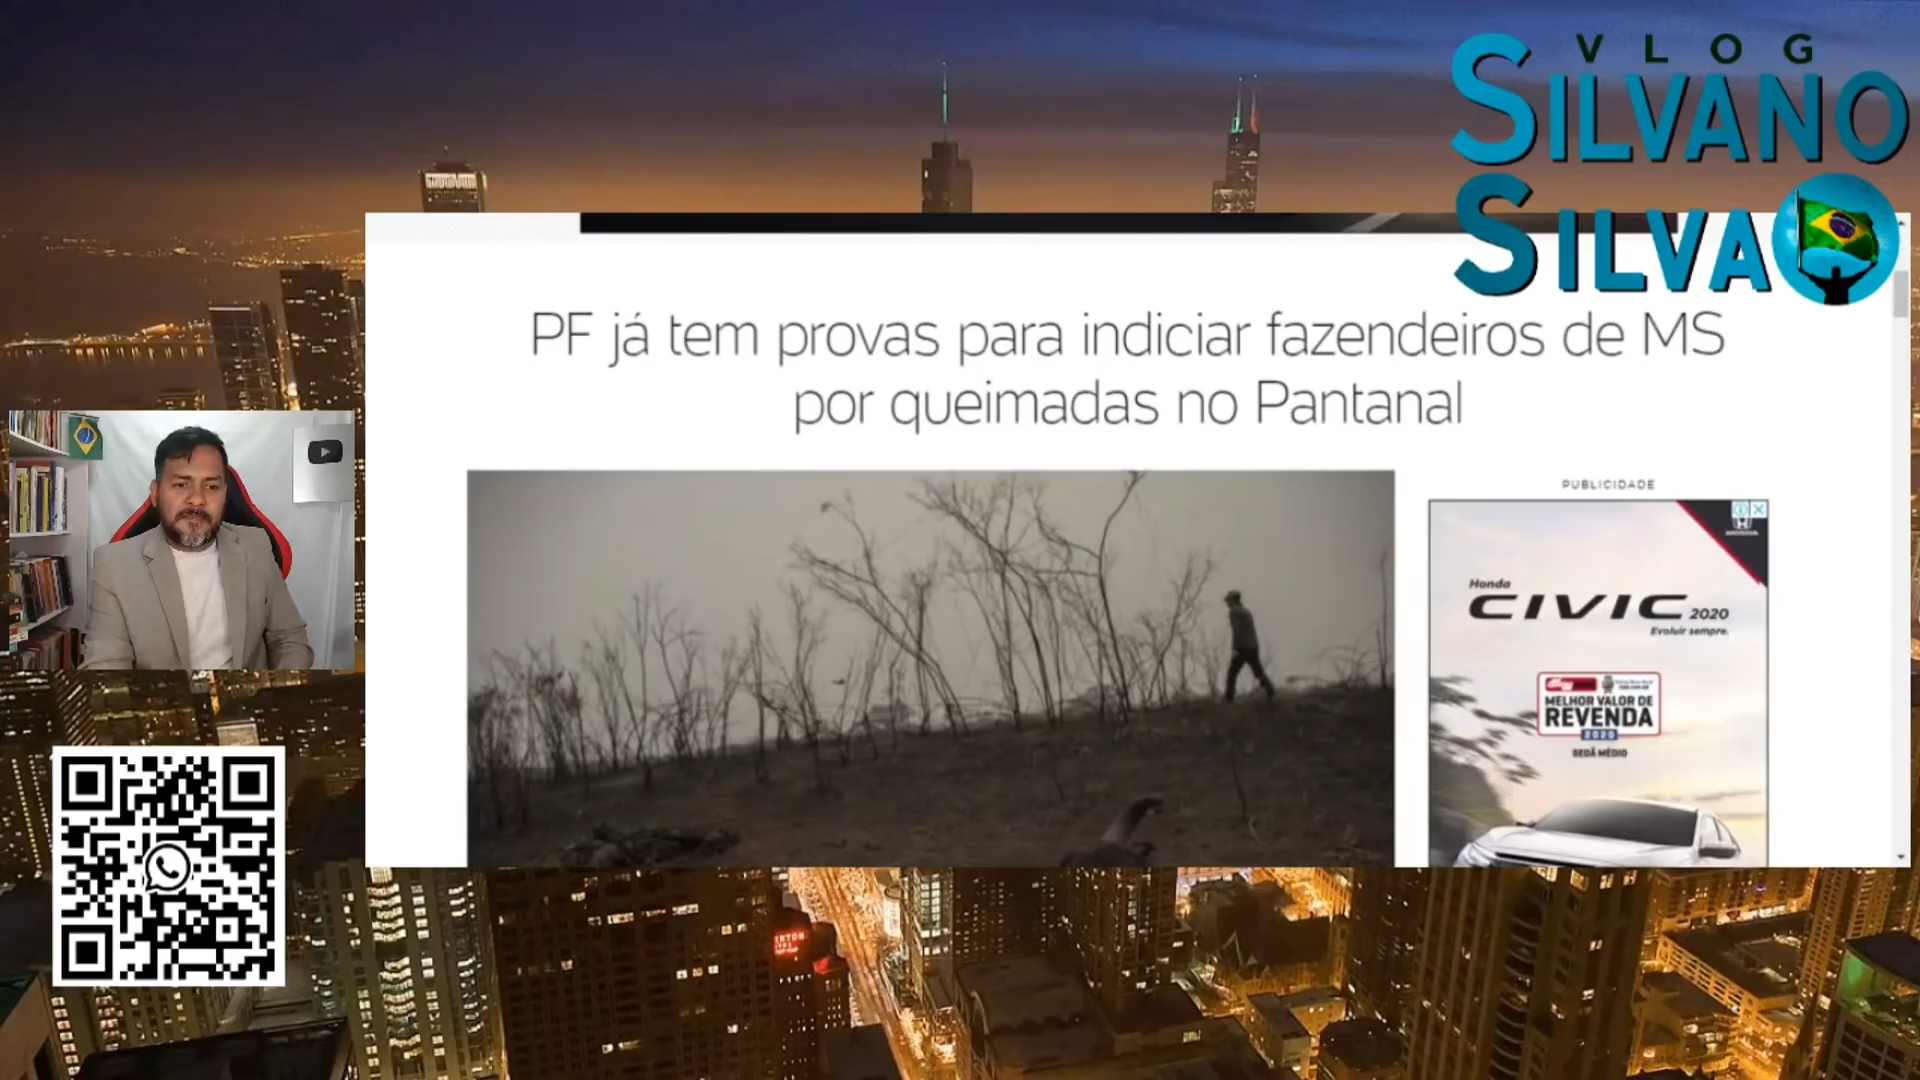 VLOG
SILVANO
SILVA
PF já tem provas para indiciar fazendeiros de MS
por queimadas no Pantanal
PUBLICIDADE
HONDA
Honda
CIVIC 2020
Evoluir sempre.
MELHOR VALOR DE
REVENDA
2020
SEDÃ MÉDIO